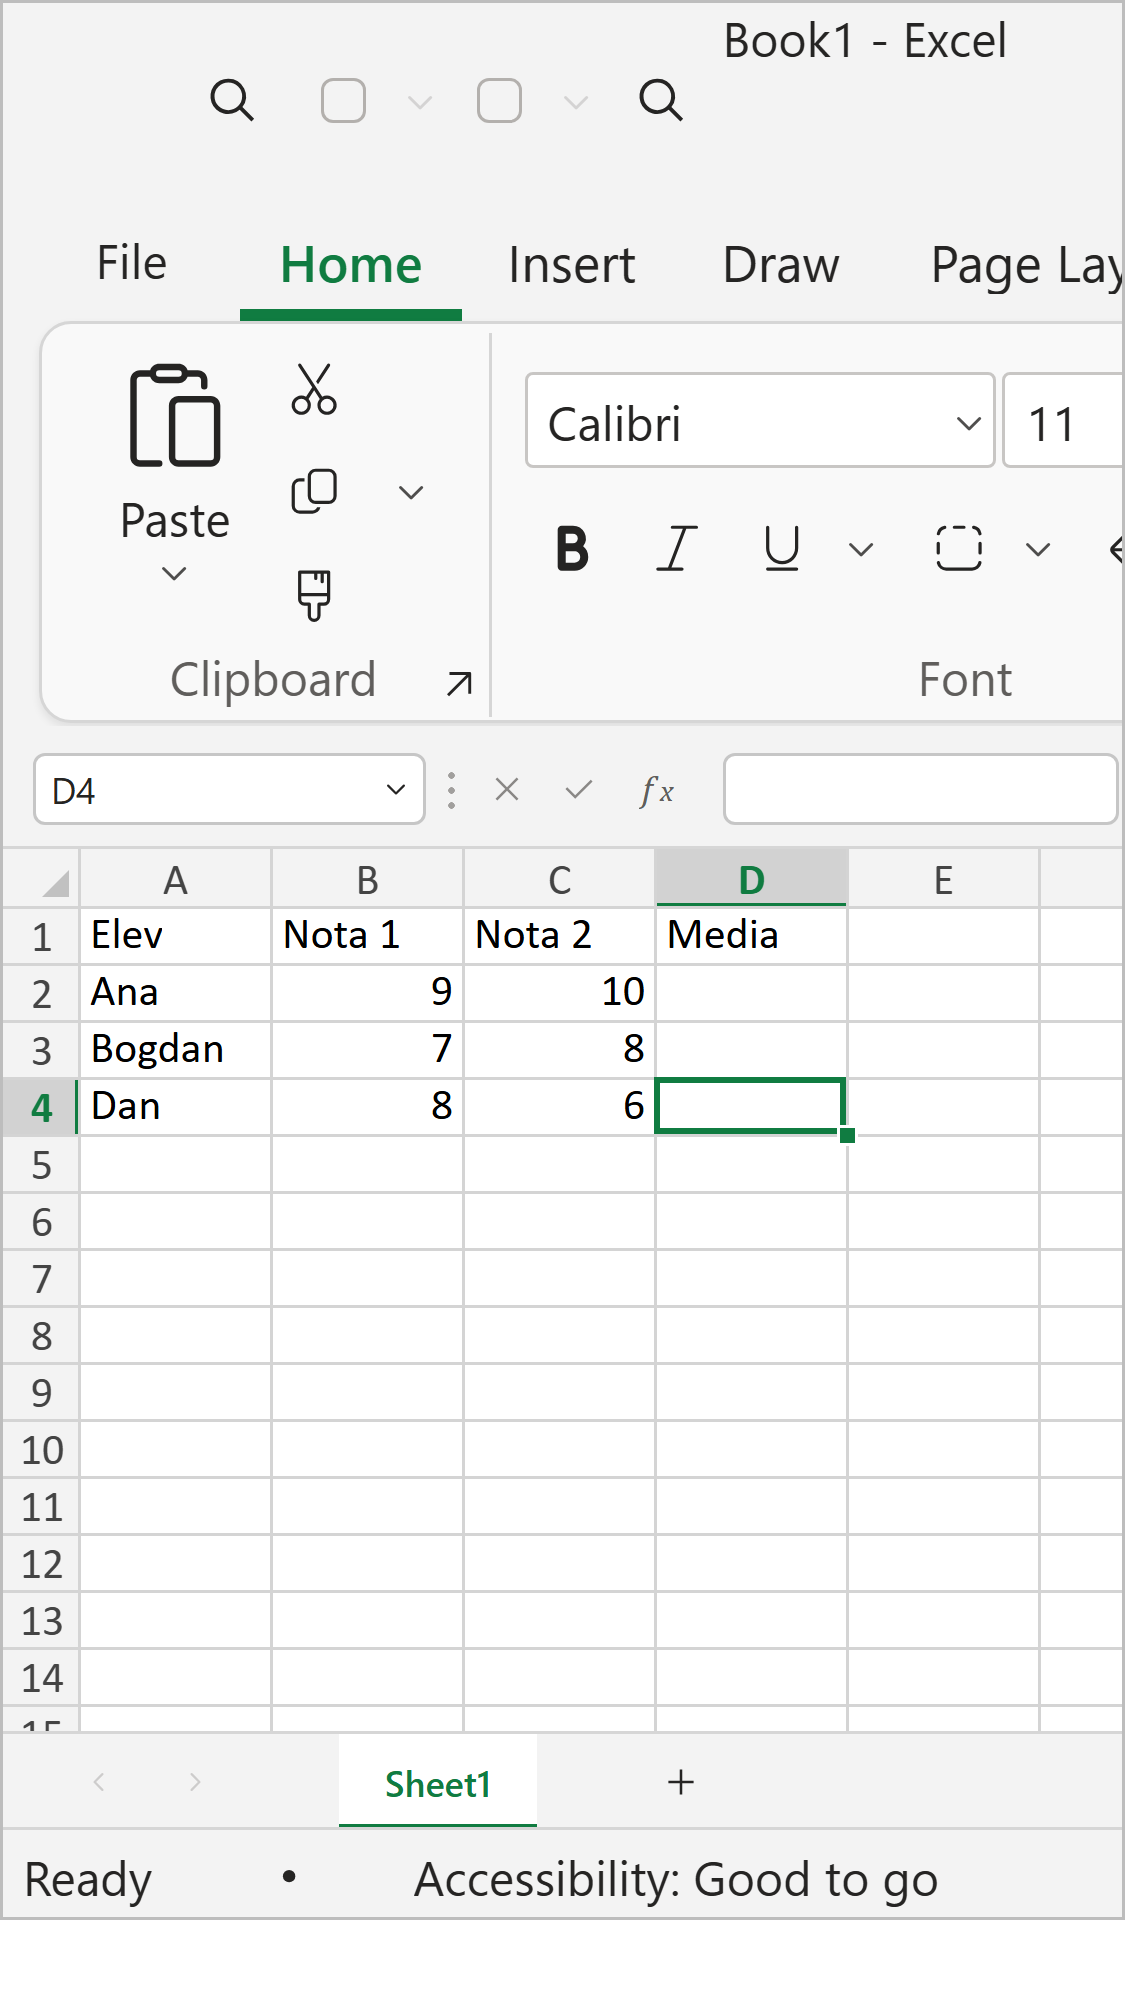 Book1 - Excel
File Home Insert Draw Page Lay
Calibri 11
Paste
B I U
Clipboard Font
D4 fx
A B C D E
1 Elev Nota 1 Nota 2 Media
2 Ana 9 10
3 Bogdan 7 8
4 Dan 8 6
5
6
7
8
9
10
11
12
13
14
15
Sheet1
Ready Accessibility: Good to go